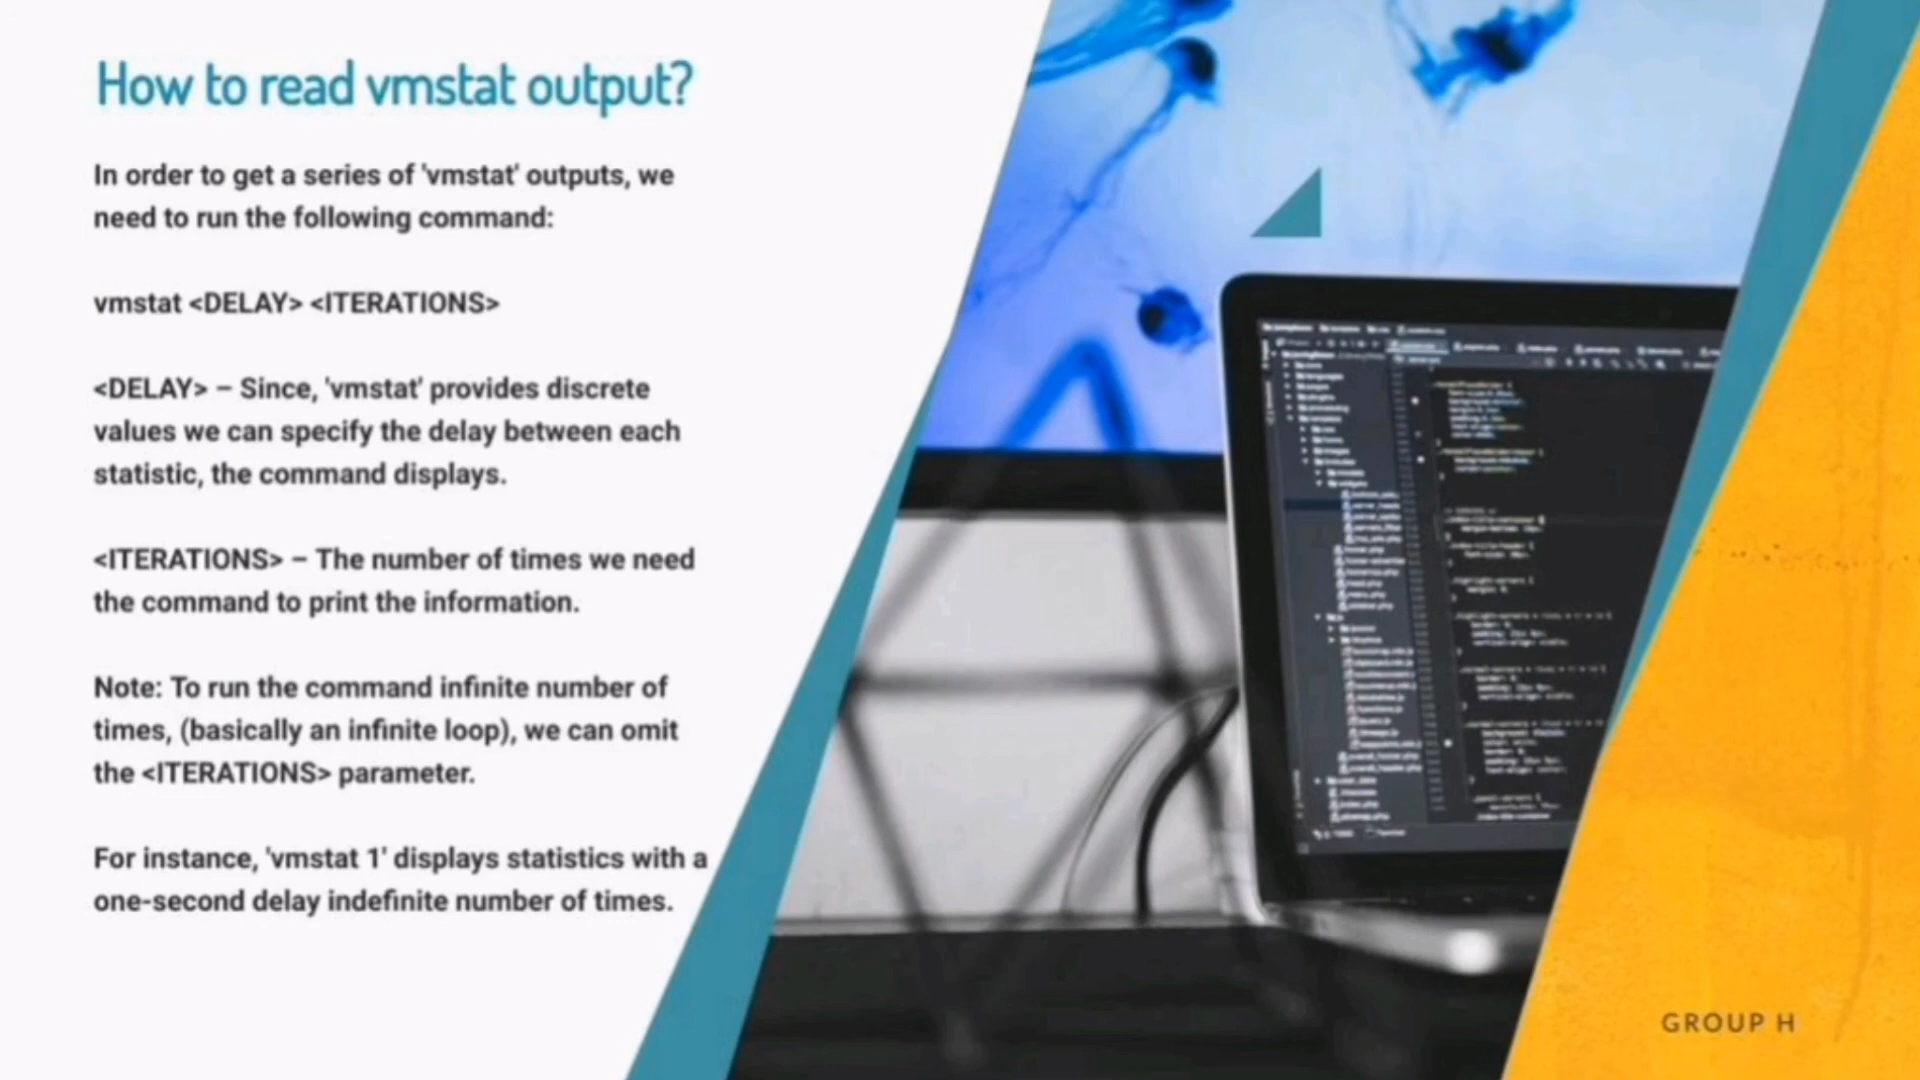 How to read vmstat output?
In order to get a series of 'vmstat' outputs, we
need to run the following command:
vmstat <DELAY> <ITERATIONS>
<DELAY> – Since, 'vmstat' provides discrete
values we can specify the delay between each
statistic, the command displays.
<ITERATIONS> – The number of times we need
the command to print the information.
Note: To run the command infinite number of
times, (basically an infinite loop), we can omit
the <ITERATIONS> parameter.
For instance, 'vmstat 1' displays statistics with a
one-second delay indefinite number of times.
GROUP H